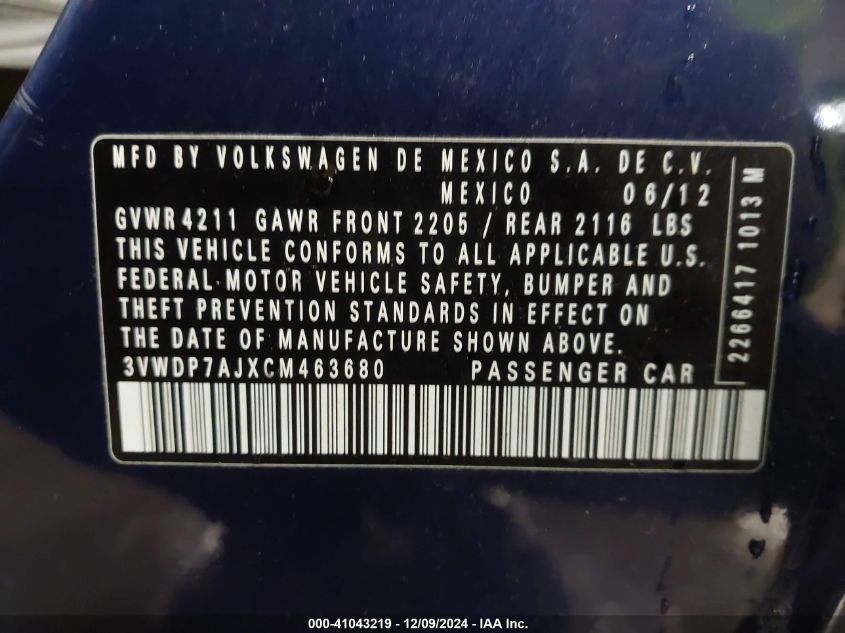 MFD BY VOLKSWAGEN DE MEXICO S.A. DE C.V.
MEXICO 06/12
GVWR 4211 GAWR FRONT 2205 / REAR 2116 LBS
THIS VEHICLE CONFORMS TO ALL APPLICABLE U.S.
FEDERAL MOTOR VEHICLE SAFETY, BUMPER AND
THEFT PREVENTION STANDARDS IN EFFECT ON
THE DATE OF MANUFACTURE SHOWN ABOVE.
3VWDP7AJXCM463680 PASSENGER CAR
2266417 1013 M
000-41043219 - 12/09/2024 - IAA Inc.